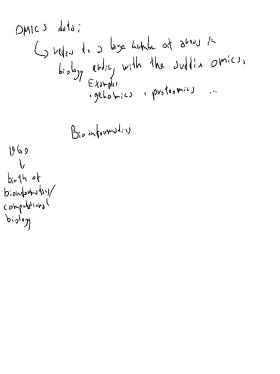 OMICS data;
↳ refers to a large number of areas in
biology ending with the suffix omics.
Examples
• genomics • proteomics ...
Bioinformatics
1960
↳
birth of
bioinformatics/
computational
biology